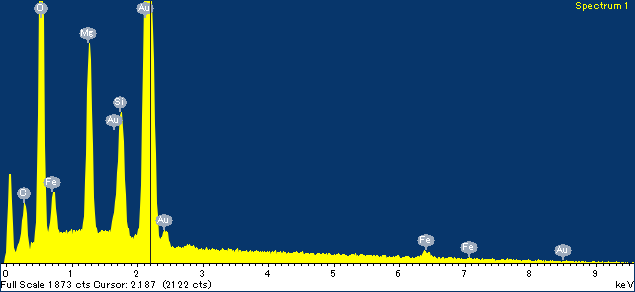 Spectrum 1
O Au
Mg
Si
Au
Fe
C
Au
Fe
Fe
Au
0 1 2 3 4 5 6 7 8 9
Full Scale 1873 cts Cursor: 2.187 (2122 cts) keV